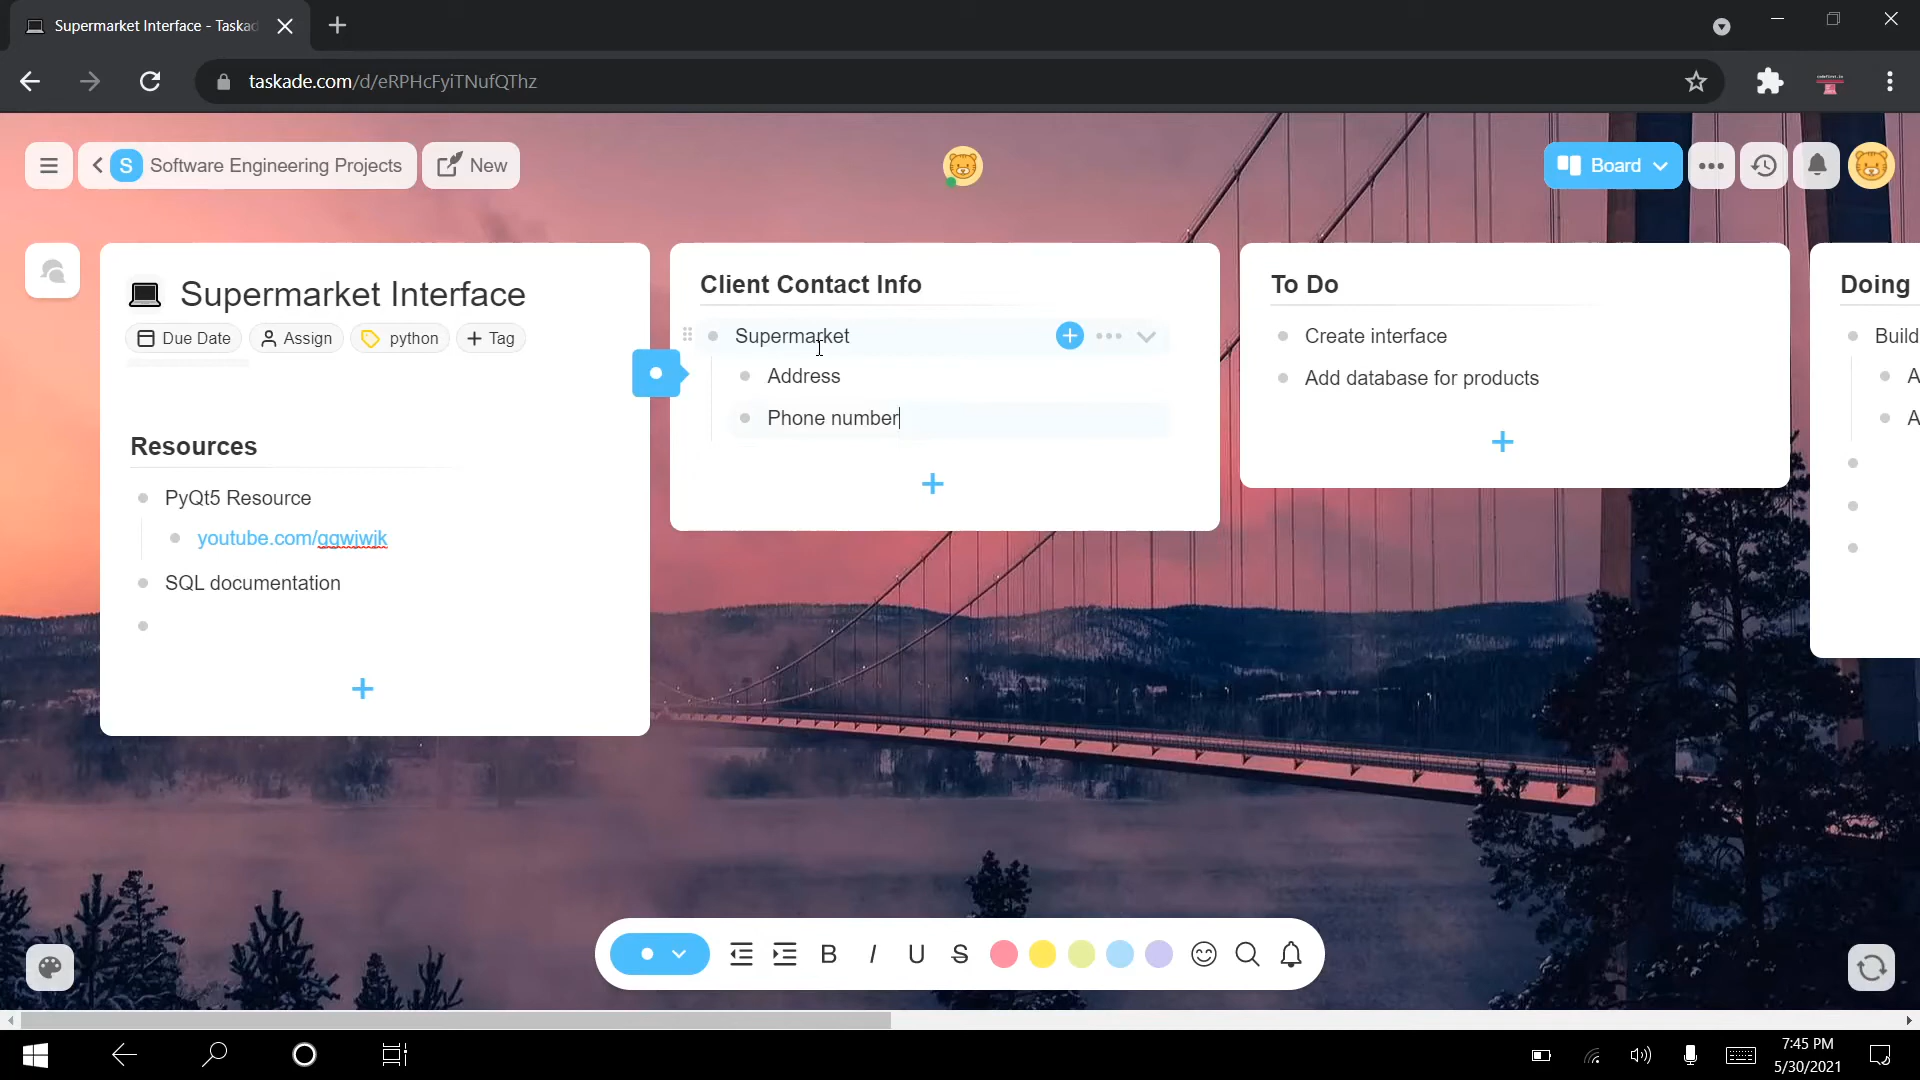 Supermarket Interface - Taskad
taskade.com/d/eRPHcFyiTNufQThz
S Software Engineering Projects
New
Board
Supermarket Interface
Due Date
Assign
python
+ Tag
Resources
PyQt5 Resource
youtube.com/gqwiwjk
SQL documentation
Client Contact Info
Supermarket
Address
Phone number
To Do
Create interface
Add database for products
Doing
Build
A
A
B I U S
7:45 PM
5/30/2021